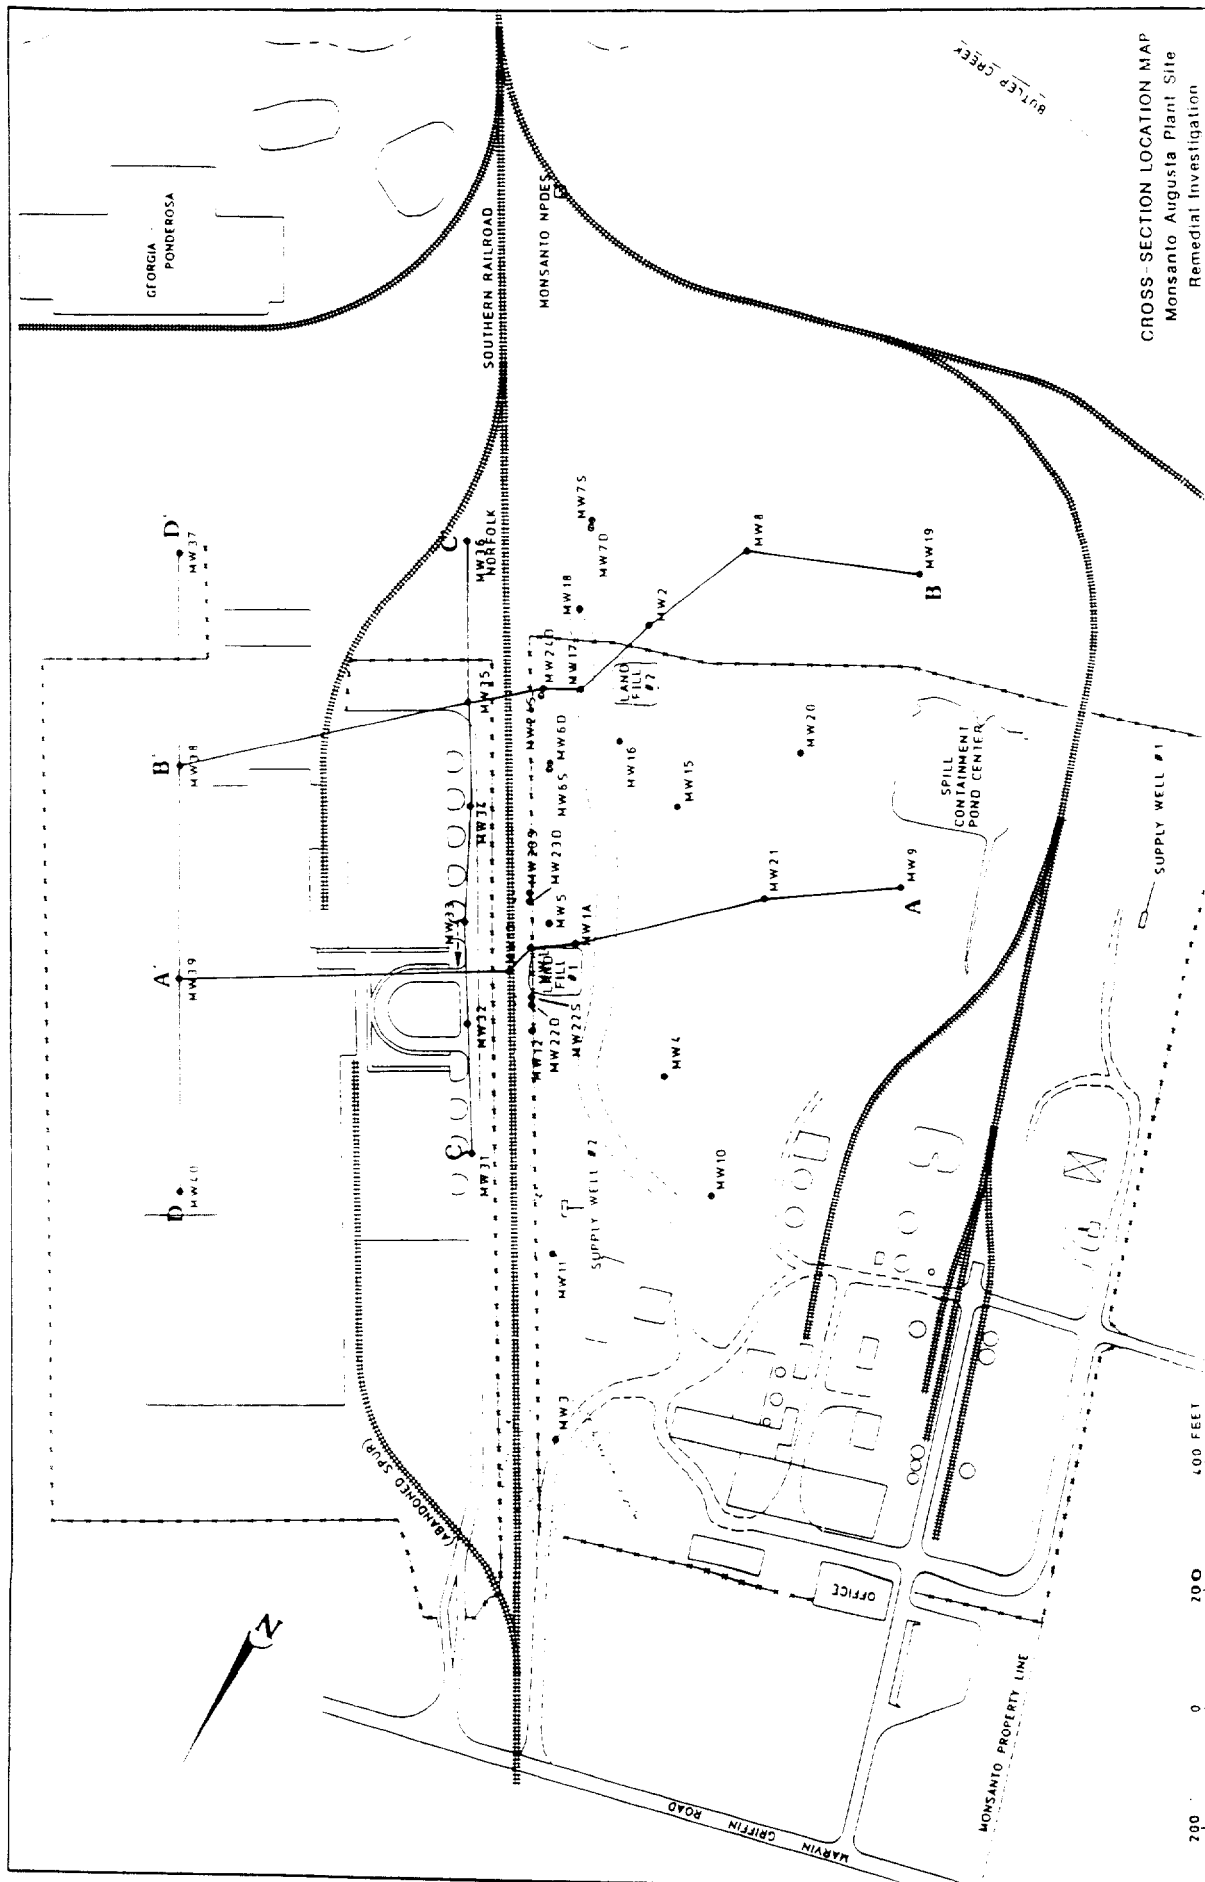 CROSS-SECTION LOCATION MAP
Monsanto Augusta Plant Site
Remedial Investigation
BUTLER CREEK
GEORGIA
PONDEROSA
SOUTHERN RAILROAD
NORFOLK
MONSANTO NPDES
D'
MW37
C'
MW36
MW7S
MW7D
MW8
MW18
MW19
B
MW2
MW24D
MW17
MW35
LAND
FILL
#2
B'
MW38
MW6D
MW6S
MW16
MW15
MW20
MW34
SPILL
CONTAINMENT
POND CENTER
SUPPLY WELL #1
MW23D
MW5
MW33
MW1A
MW21
MW9
A
A'
MW39
LAND
FILL
#1
MW32
MW12
MW22D
MW22S
MW4
C
MW31
D
MW40
MW10
SUPPLY WELL #2
MW11
MW3
(ABANDONED SPUR)
OFFICE
N
MONSANTO PROPERTY LINE
MARVIN GRIFFIN ROAD
200 0 200 400 FEET